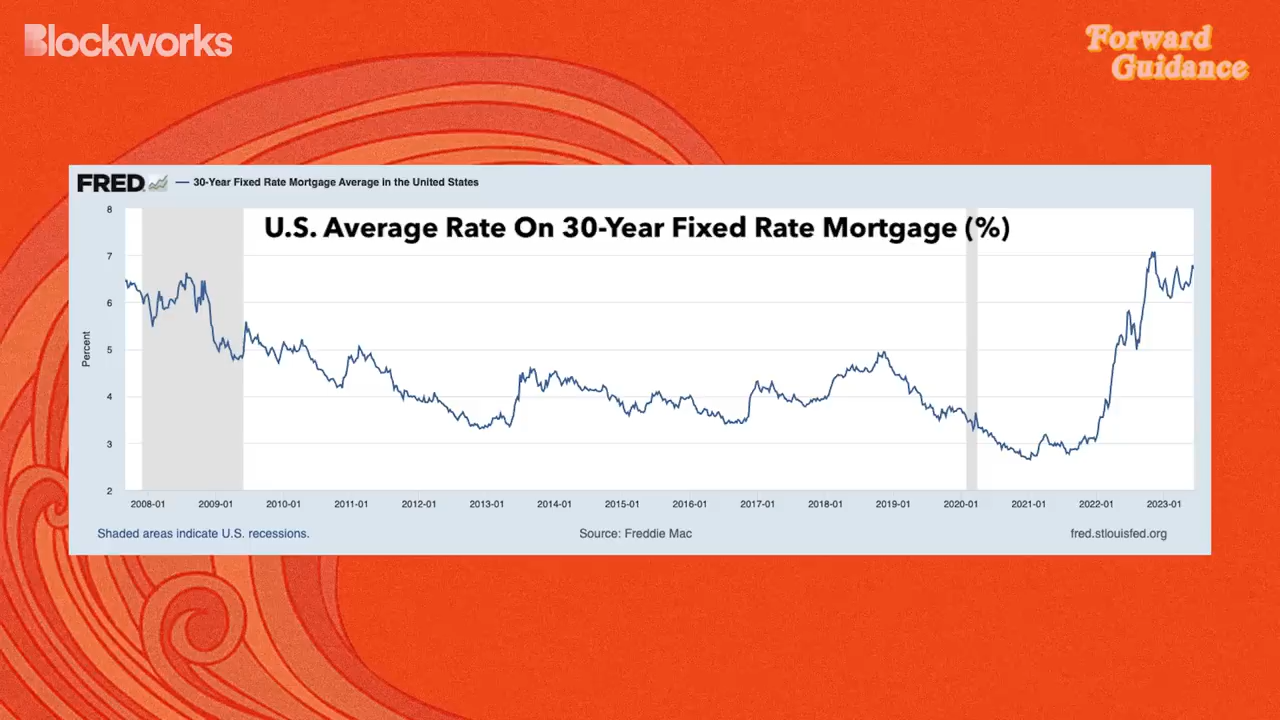 Blockworks
Forward
Guidance
FRED
30-Year Fixed Rate Mortgage Average in the United States
U.S. Average Rate On 30-Year Fixed Rate Mortgage (%)
8
7
6
5
4
3
2
Percent
2008-01 2009-01 2010-01 2011-01 2012-01 2013-01 2014-01 2015-01 2016-01 2017-01 2018-01 2019-01 2020-01 2021-01 2022-01 2023-01
Shaded areas indicate U.S. recessions. Source: Freddie Mac fred.stlouisfed.org